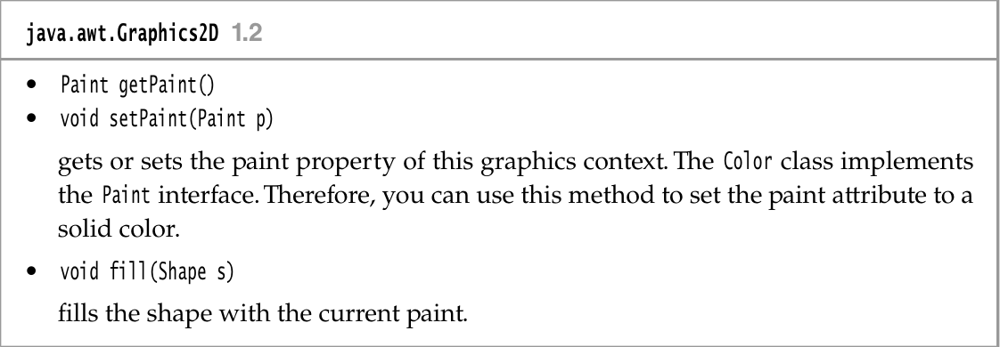 java.awt.Graphics2D 1.2
• Paint getPaint()
• void setPaint(Paint p)
gets or sets the paint property of this graphics context. The Color class implements
the Paint interface. Therefore, you can use this method to set the paint attribute to a
solid color.
• void fill(Shape s)
fills the shape with the current paint.